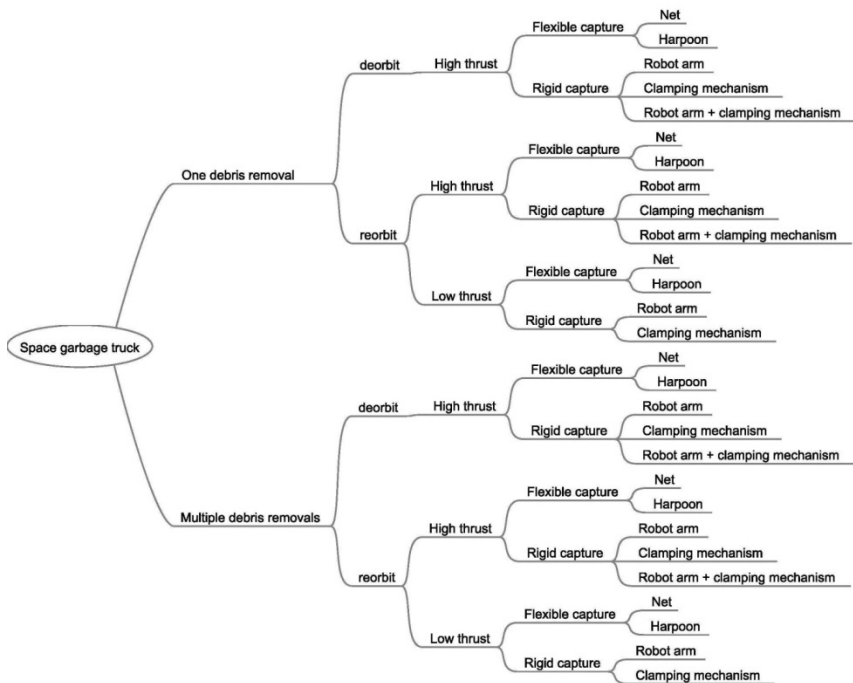 Space garbage truck
One debris removal
deorbit
High thrust
Flexible capture
Net
Harpoon
Rigid capture
Robot arm
Clamping mechanism
Robot arm + clamping mechanism
reorbit
High thrust
Flexible capture
Net
Harpoon
Rigid capture
Robot arm
Clamping mechanism
Robot arm + clamping mechanism
Low thrust
Flexible capture
Net
Harpoon
Rigid capture
Robot arm
Clamping mechanism
Multiple debris removals
deorbit
High thrust
Flexible capture
Net
Harpoon
Rigid capture
Robot arm
Clamping mechanism
Robot arm + clamping mechanism
reorbit
High thrust
Flexible capture
Net
Harpoon
Rigid capture
Robot arm
Clamping mechanism
Robot arm + clamping mechanism
Low thrust
Flexible capture
Net
Harpoon
Rigid capture
Robot arm
Clamping mechanism